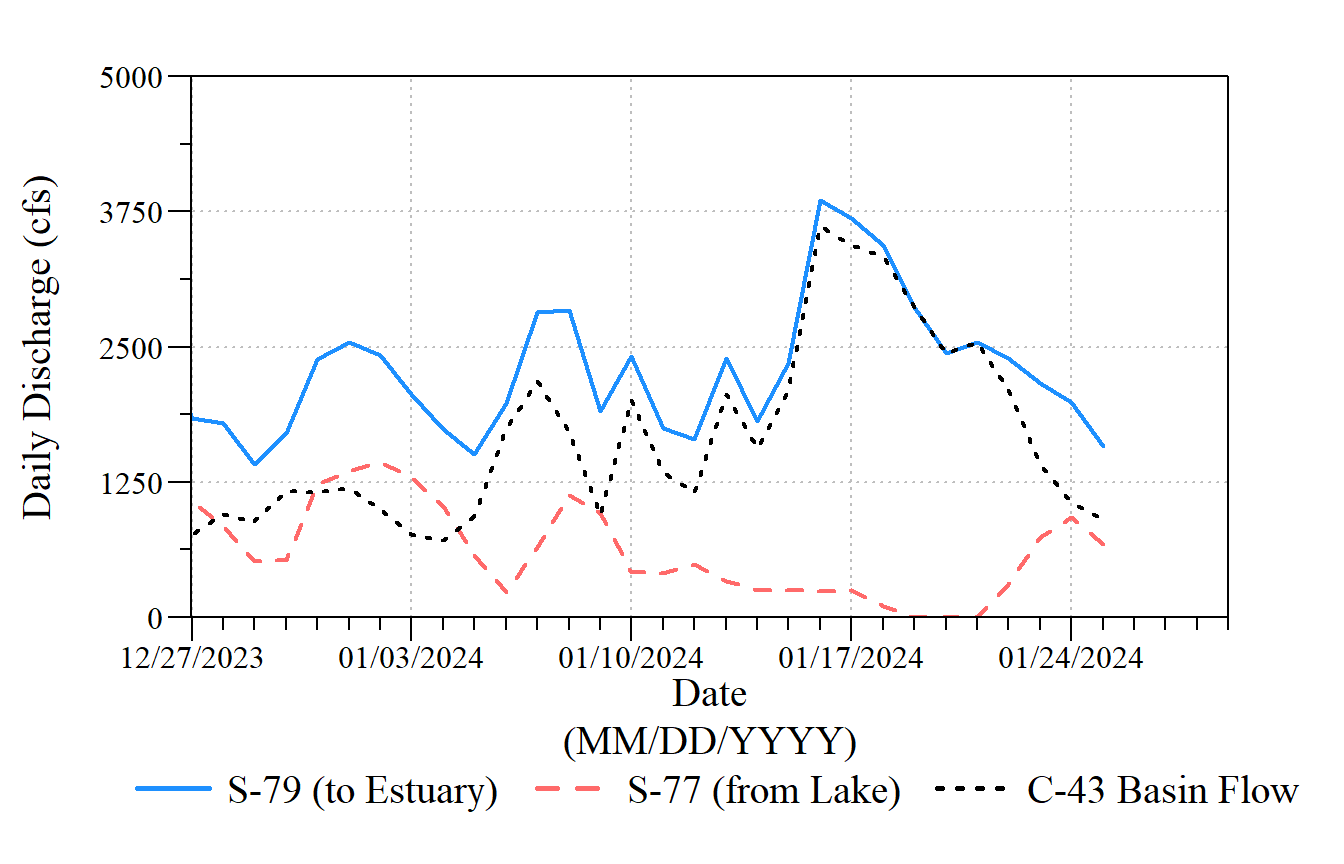 5000
3750
2500
1250
0
Daily Discharge (cfs)
12/27/2023 01/03/2024 01/10/2024 01/17/2024 01/24/2024
Date
(MM/DD/YYYY)
S-79 (to Estuary) S-77 (from Lake) C-43 Basin Flow